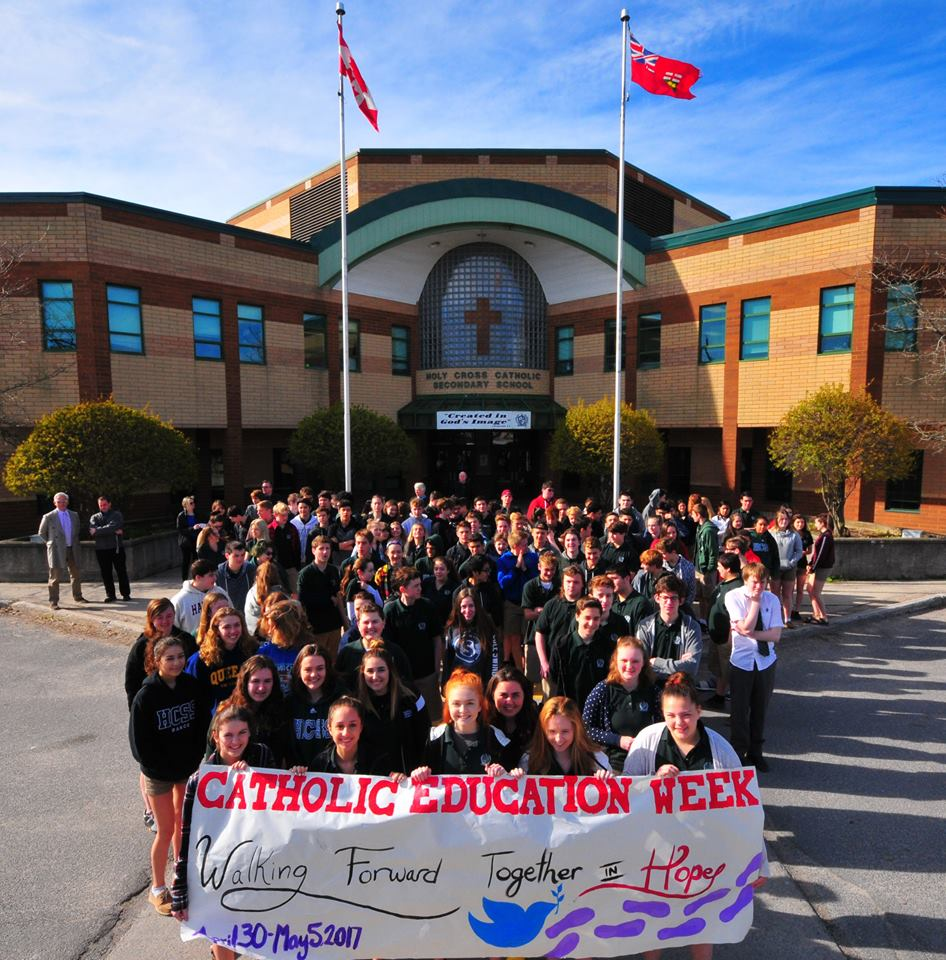 HOLY CROSS CATHOLIC
SECONDARY SCHOOL
"Created in
God's Image"
HCSS
DANCE
CATHOLIC EDUCATION WEEK
Walking Forward Together IN Hope
April 30-May 5, 2017